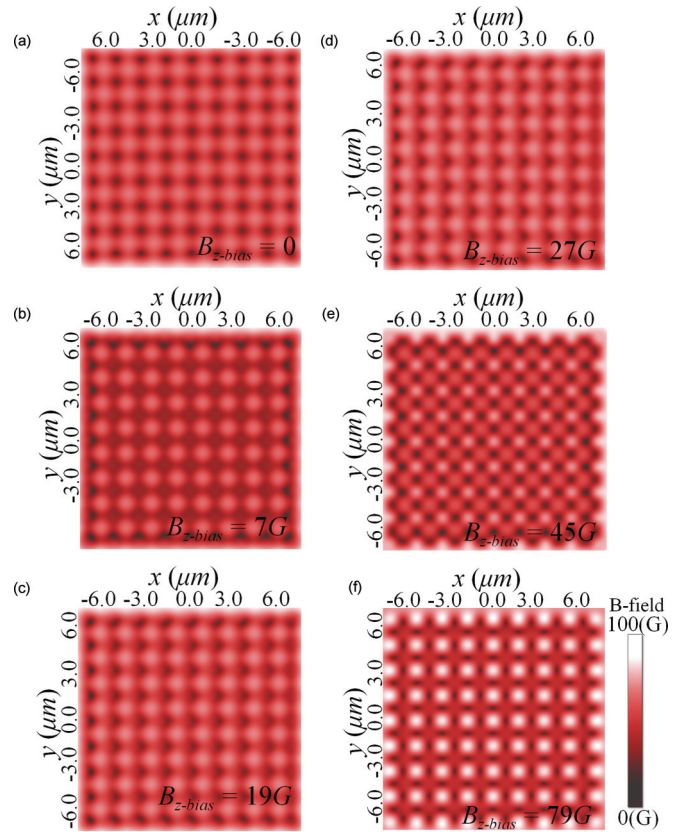 (a)
x (μm)
6.0 3.0 0.0 -3.0 -6.0
y (μm)
-6.0 -3.0 0.0 3.0 6.0
B_z-bias = 0
(b)
x (μm)
-6.0 -3.0 0.0 3.0 6.0
y (μm)
6.0 3.0 0.0 -3.0
B_z-bias = 7G
(c)
x (μm)
-6.0 -3.0 0.0 3.0 6.0
y (μm)
6.0 3.0 0.0 -3.0 -6.0
B_z-bias = 19G
(d)
x (μm)
-6.0 -3.0 0.0 3.0 6.0
y (μm)
6.0 3.0 0.0 -3.0 -6.0
B_z-bias = 27G
(e)
x (μm)
-6.0 -3.0 0.0 3.0 6.0
y (μm)
6.0 3.0 0.0 -3.0 -6.0
B_z-bias = 45G
(f)
x (μm)
-6.0 -3.0 0.0 3.0 6.0
y (μm)
6.0 3.0 0.0 -3.0 -6.0
B_z-bias = 79G
B-field
100(G)
0(G)